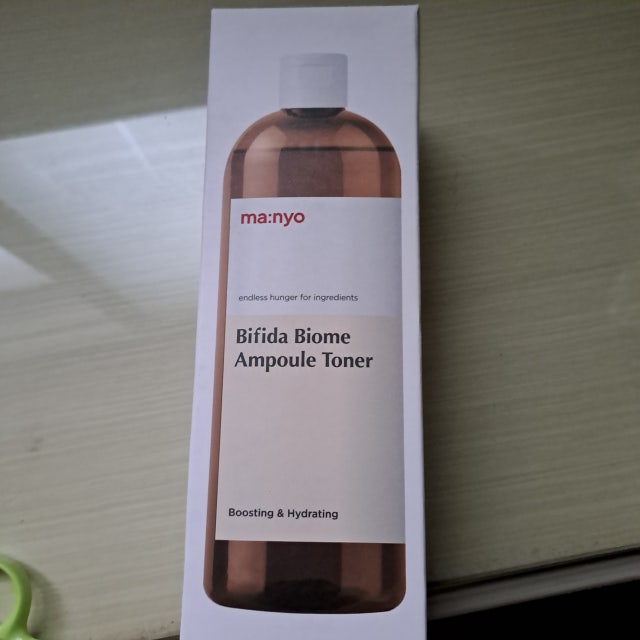 ma:nyo
endless hunger for ingredients
Bifida Biome
Ampoule Toner
Boosting & Hydrating